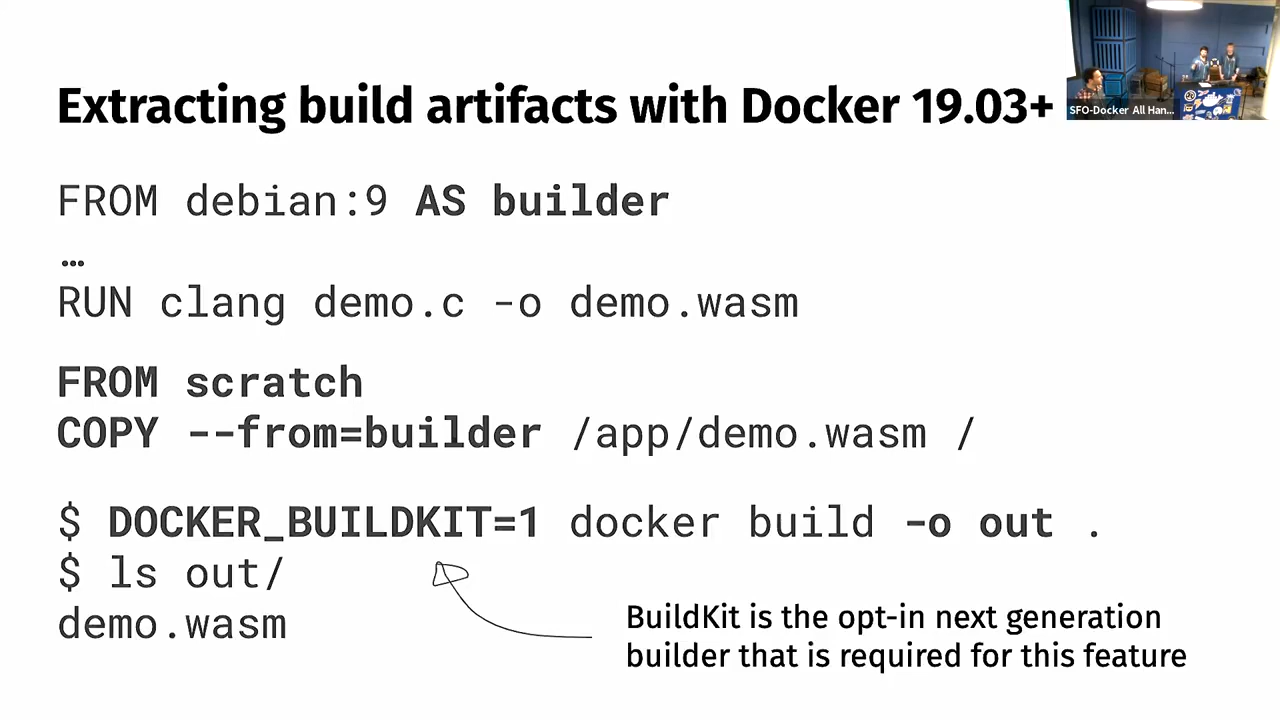 Extracting build artifacts with Docker 19.03+
SFO-Docker All Han...
FROM debian:9 AS builder
…
RUN clang demo.c -o demo.wasm
FROM scratch
COPY --from=builder /app/demo.wasm /
$ DOCKER_BUILDKIT=1 docker build -o out .
$ ls out/
demo.wasm
BuildKit is the opt-in next generation
builder that is required for this feature